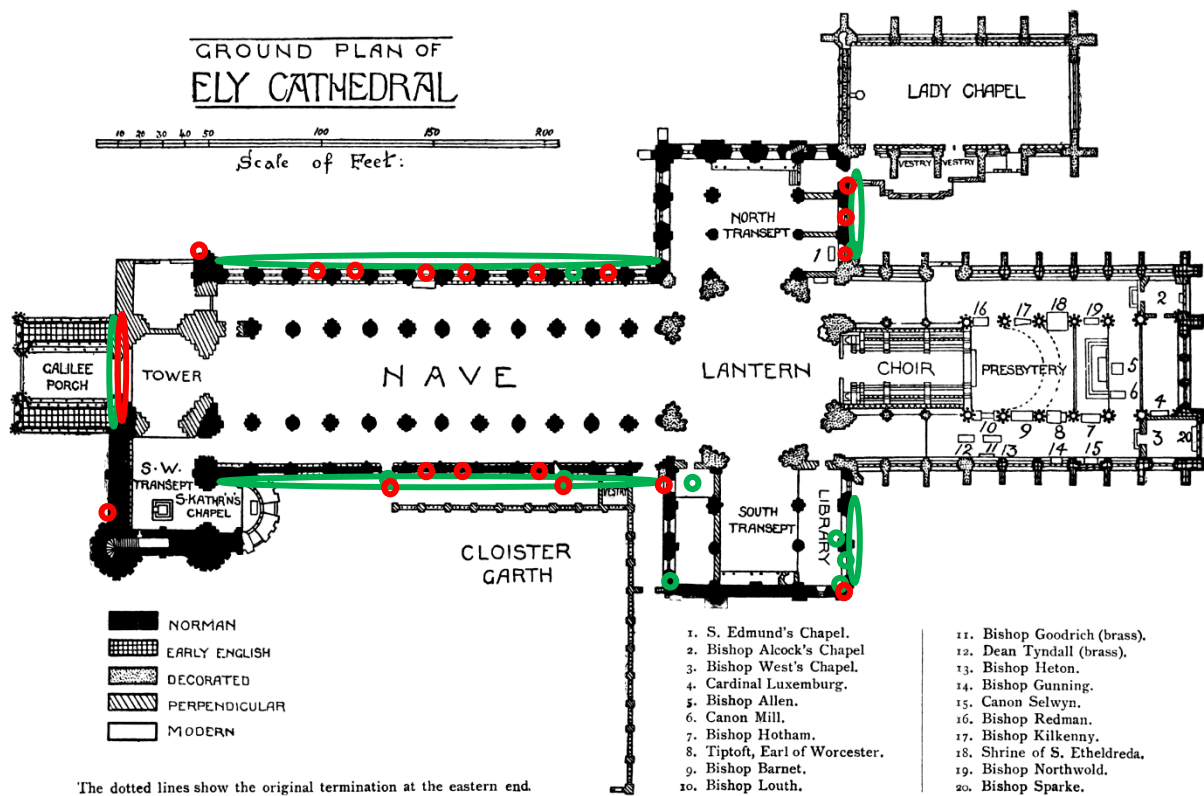 GROUND PLAN OF
ELY CATHEDRAL
10 20 30 40 50 100 150 200
Scale of Feet:
LADY CHAPEL
VESTRY VESTRY
NORTH
TRANSEPT
1
2
16 17 18 19
GALILEE
PORCH
TOWER
NAVE
LANTERN
CHOIR
PRESBYTERY
5
6
4
10 9 8 7
3 20
12 11 13 14 15
S.W.
TRANSEPT
S.KATH'NS
CHAPEL
VESTRY
SOUTH
TRANSEPT
LIBRARY
CLOISTER
GARTH
NORMAN
EARLY ENGLISH
DECORATED
PERPENDICULAR
MODERN
1. S. Edmund's Chapel.
2. Bishop Alcock's Chapel
3. Bishop West's Chapel.
4. Cardinal Luxemburg.
5. Bishop Allen.
6. Canon Mill.
7. Bishop Hotham.
8. Tiptoft, Earl of Worcester.
9. Bishop Barnet.
10. Bishop Louth.
11. Bishop Goodrich (brass).
12. Dean Tyndall (brass).
13. Bishop Heton.
14. Bishop Gunning.
15. Canon Selwyn.
16. Bishop Redman.
17. Bishop Kilkenny.
18. Shrine of S. Etheldreda.
19. Bishop Northwold.
20. Bishop Sparke.
The dotted lines show the original termination at the eastern end.